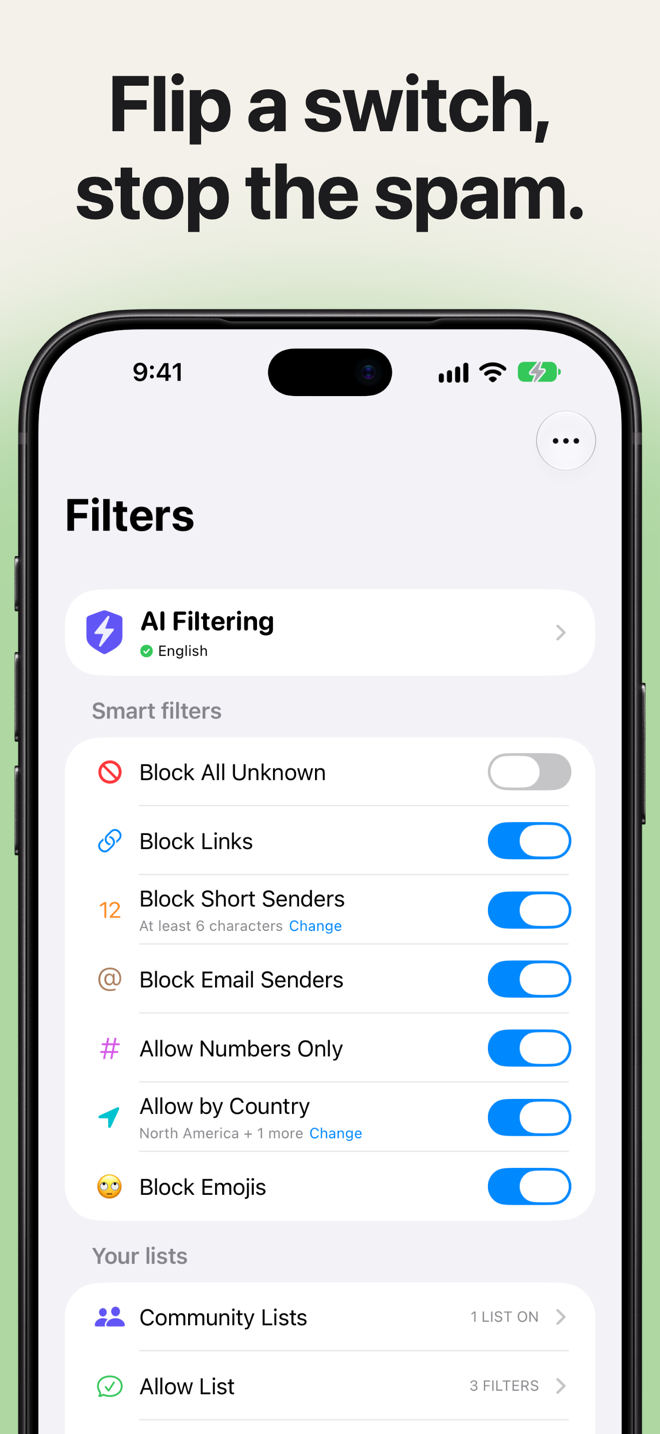 Flip a switch,
stop the spam.
9:41
Filters
AI Filtering
English
Smart filters
Block All Unknown
Block Links
12
Block Short Senders
At least 6 characters Change
@
Block Email Senders
#
Allow Numbers Only
Allow by Country
North America + 1 more Change
Block Emojis
Your lists
Community Lists
1 LIST ON
Allow List
3 FILTERS